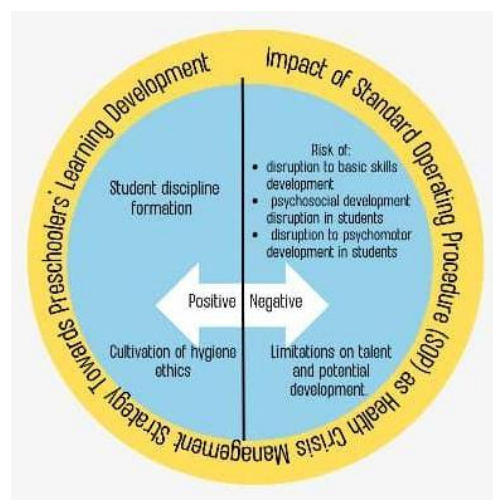 Impact of Standard Operating Procedure (SOP) as Health Crisis Management Strategy Towards Preschoolers' Learning Development
Student discipline
formation
Cultivation of hygiene
ethics
Positive
Negative
Risk of:
• disruption to basic skills
development
• psychosocial development
disruption in students
• disruption to psychomotor
development in students
Limitations on talent
and potential
development.